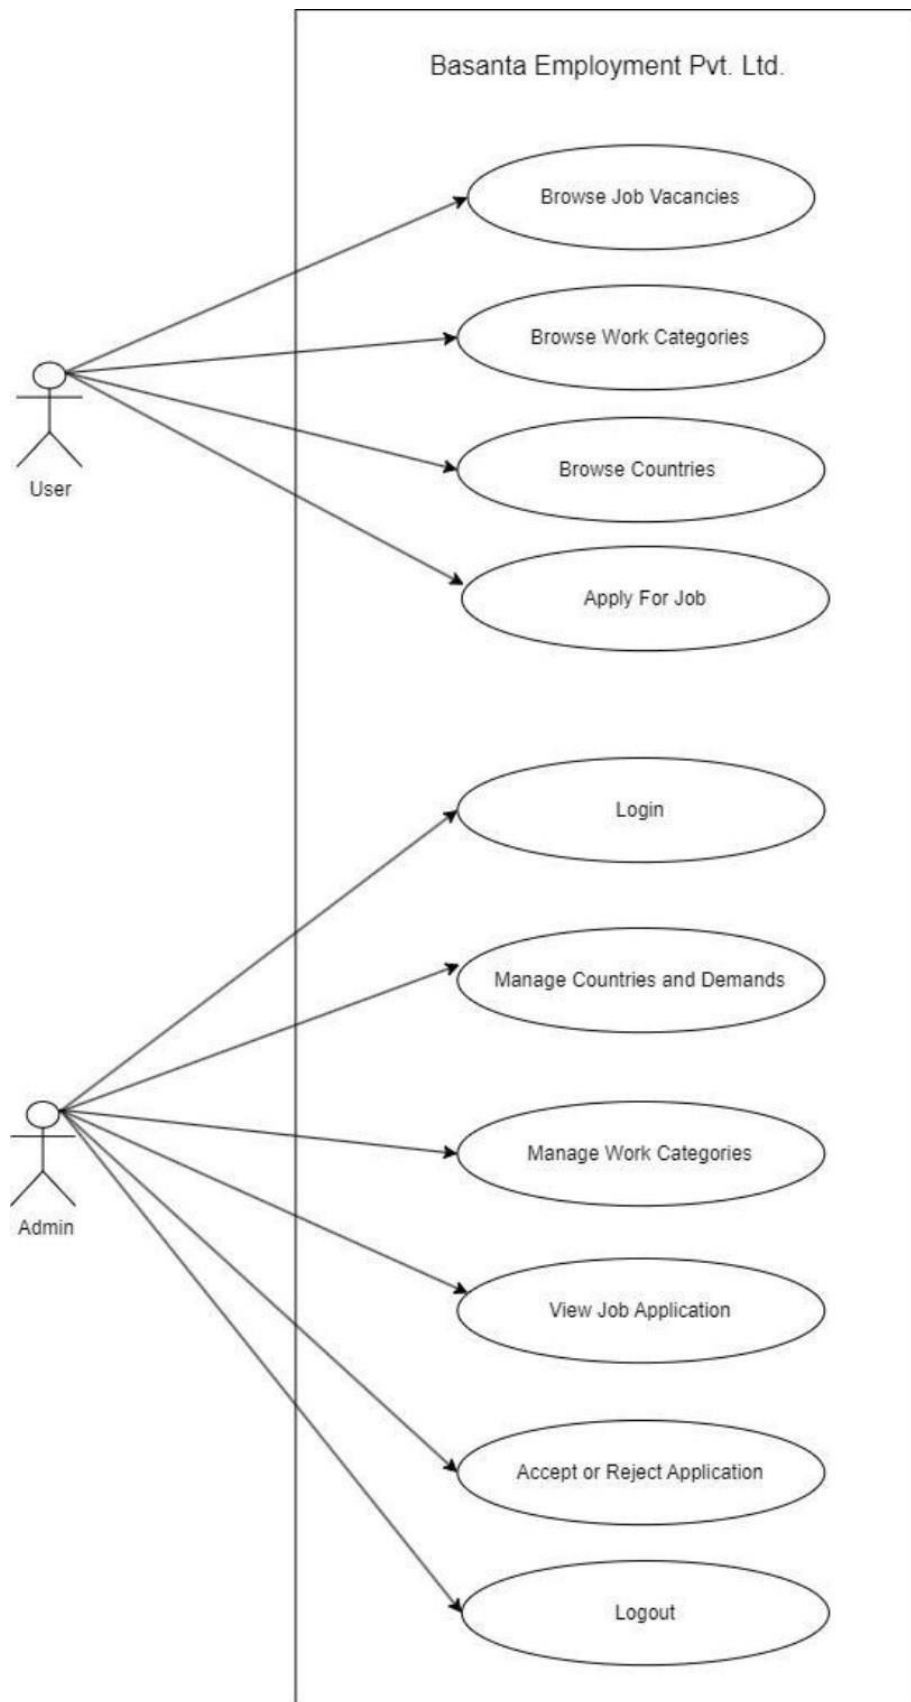 Basanta Employment Pvt. Ltd.
Browse Job Vacancies
Browse Work Categories
Browse Countries
User
Apply For Job
Login
Manage Countries and Demands
Manage Work Categories
Admin
View Job Application
Accept or Reject Application
Logout